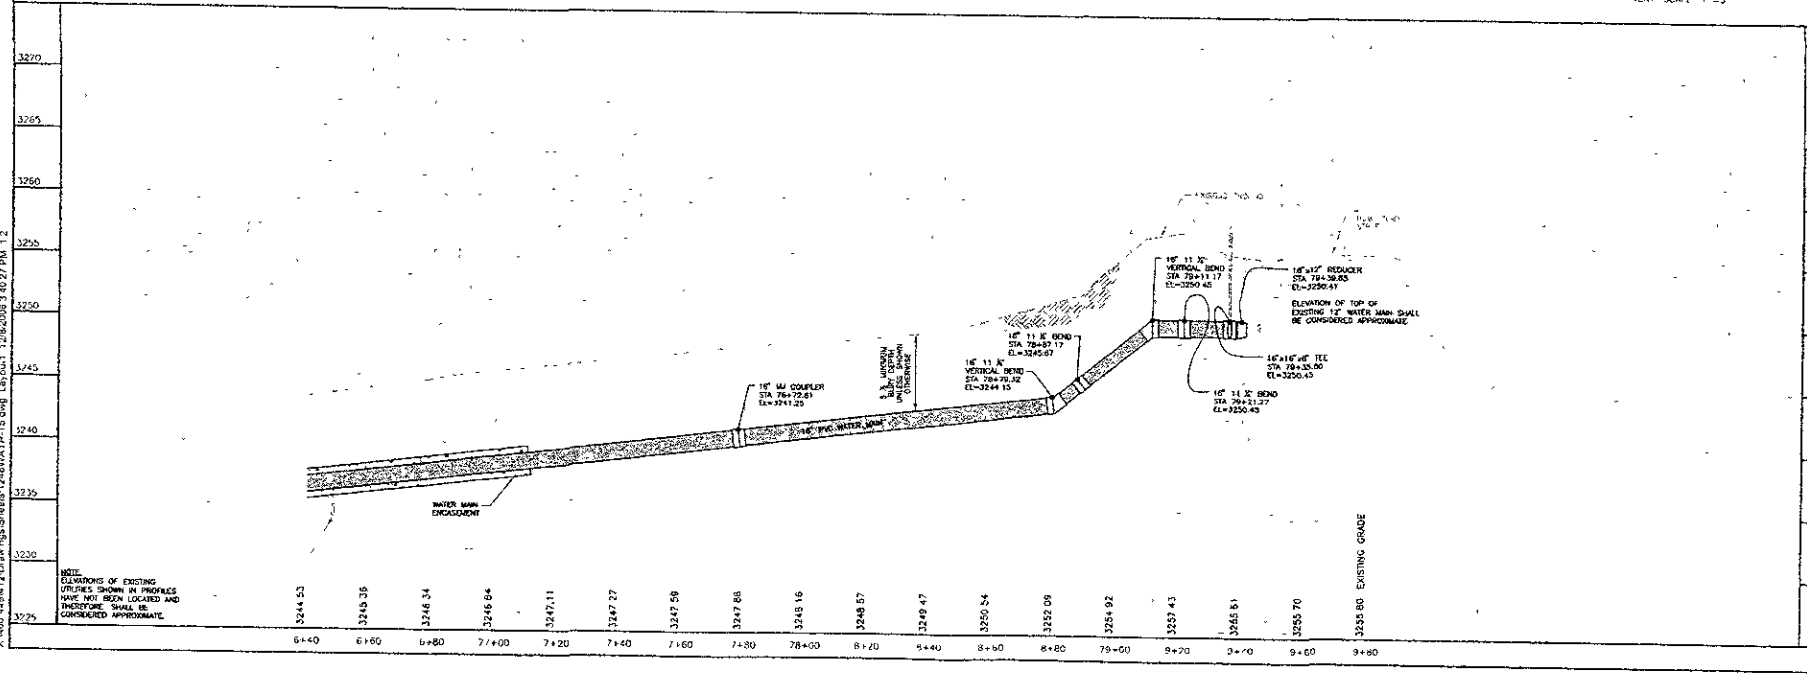 3270
3265
3260
3255
3250
3245
3240
3235
3230
3225
16" 11 ¼°
VERTICAL BEND
STA 79+11.17
EL=3250.45
16"x12" REDUCER
STA 79+39.65
EL=3250.41
ELEVATION OF TOP OF
EXISTING 12" WATER MAIN SHALL
BE CONSIDERED APPROXIMATE
16" 11 ¼° BEND
STA 78+87.17
EL=3245.67
16" 11 ¼°
VERTICAL BEND
STA 78+79.32
EL=3244.15
16"x16"x6" TEE
STA 79+35.60
EL=3250.45
16" 11 ¼° BEND
STA 79+21.27
EL=3250.45
MINIMUM
BURY DEPTH
UNLESS SHOWN
OTHERWISE
16" MJ COUPLER
EL=3241.25
16" PVC WATER MAIN
WATER MAIN
ENCASEMENT
NOTE
ELEVATIONS OF EXISTING
UTILITIES SHOWN IN PROFILES
HAVE NOT BEEN LOCATED AND
THEREFORE SHALL BE
CONSIDERED APPROXIMATE.
3244.53
3245.36
3246.34
3246.84
3247.11
3247.27
3247.59
3247.88
3248.16
3248.57
3249.47
3250.54
3252.09
3254.92
3257.43
3255.70
3255.80 EXISTING GRADE
6+40
6+60
6+80
77+00
7+20
7+40
7+60
7+80
78+00
8+20
8+40
8+60
8+80
79+00
9+20
9+60
9+80